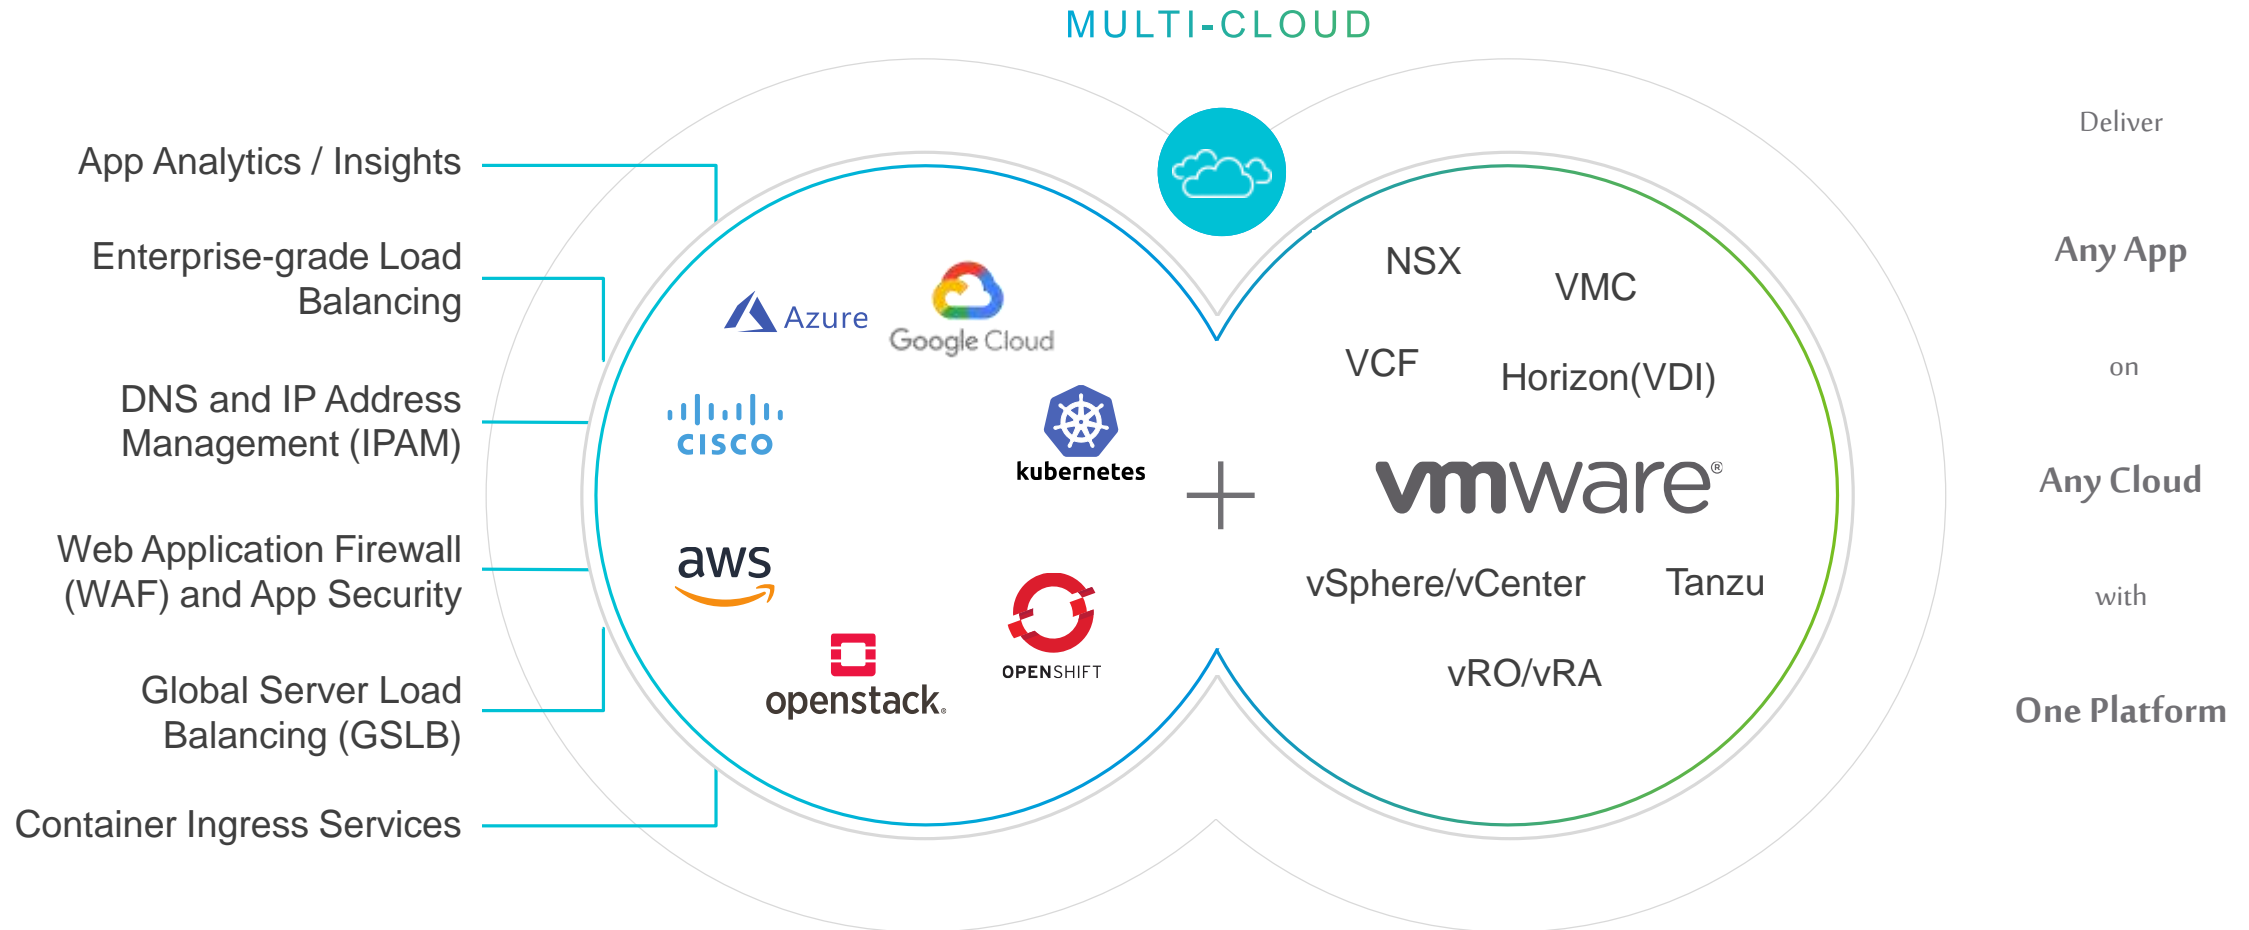 MULTI-CLOUD
App Analytics / Insights
Enterprise-grade Load
Balancing
DNS and IP Address
Management (IPAM)
Web Application Firewall
(WAF) and App Security
Global Server Load
Balancing (GSLB)
Container Ingress Services
Azure
Google Cloud
CISCO
kubernetes
aws
OPENSHIFT
openstack.
+
NSX
VMC
VCF
Horizon(VDI)
vmware®
vSphere/vCenter
Tanzu
vRO/vRA
Deliver
Any App
on
Any Cloud
with
One Platform